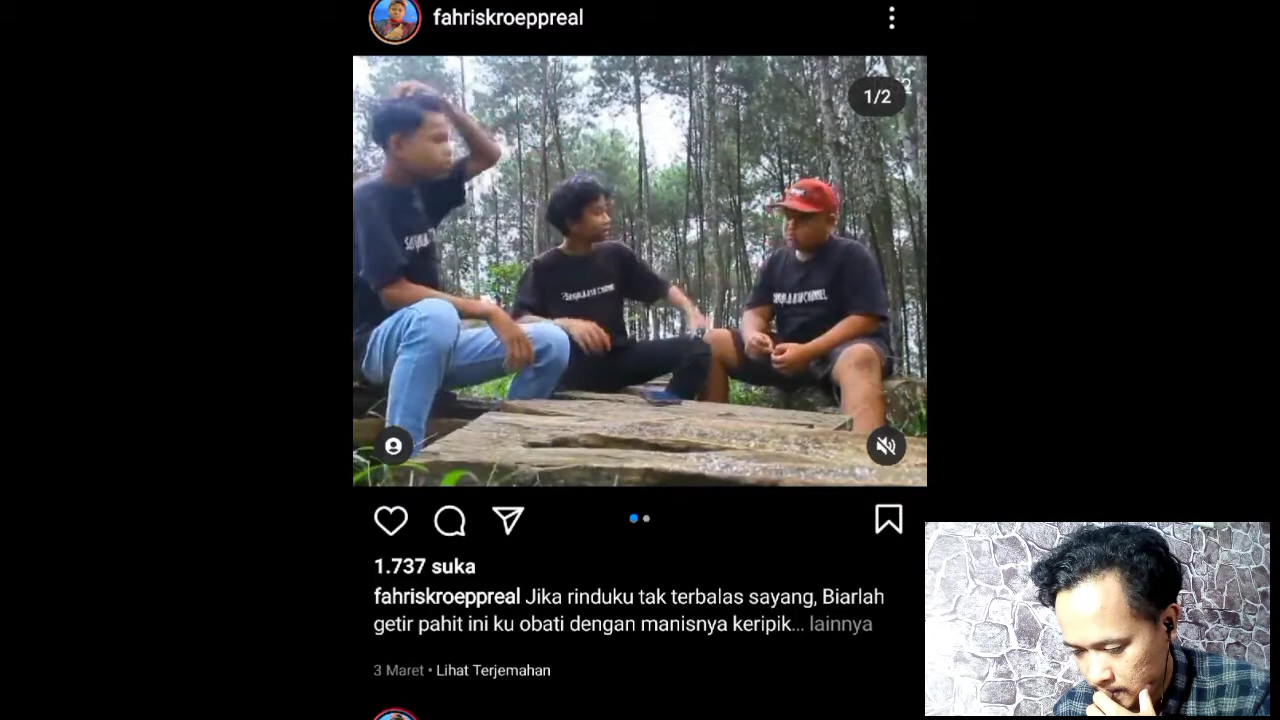 fahriskroeppreal
1/2
1.737 suka
fahriskroeppreal Jika rinduku tak terbalas sayang, Biarlah
getir pahit ini ku obati dengan manisnya keripik... lainnya
3 Maret • Lihat Terjemahan